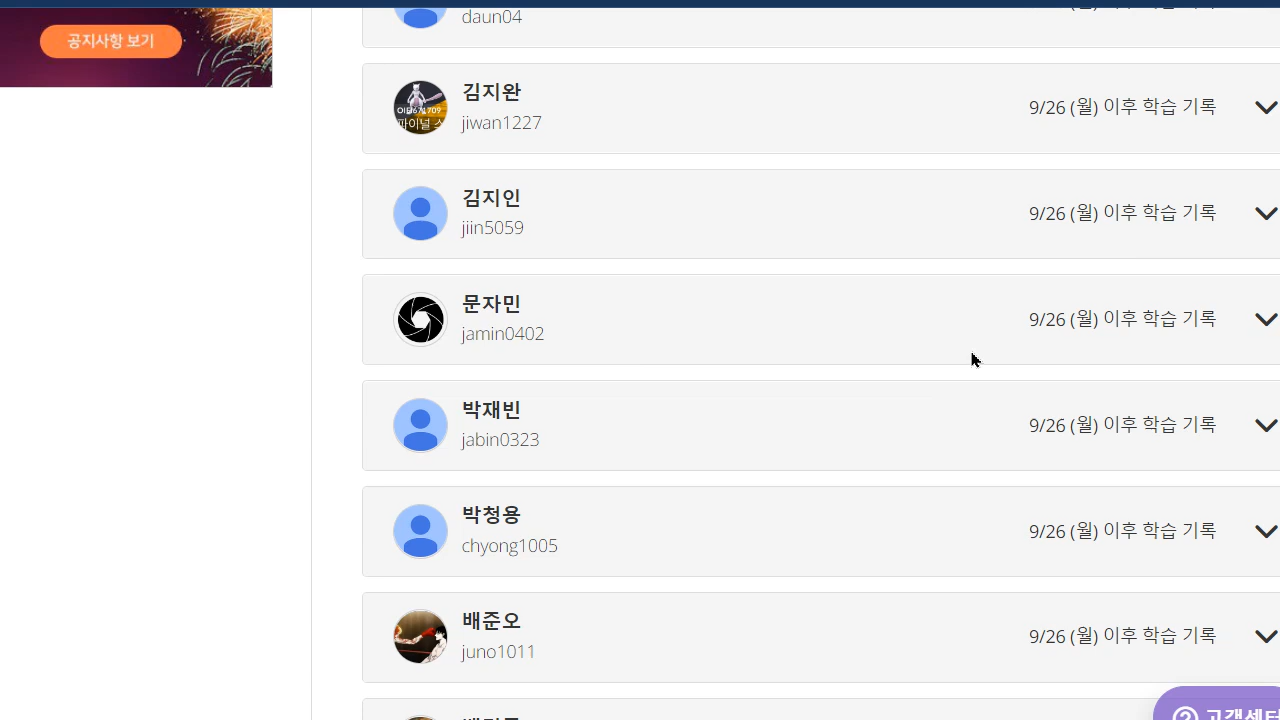 공지사항 보기
daun04
김지완
jiwan1227
9/26 (월) 이후 학습 기록
김지인
jiin5059
9/26 (월) 이후 학습 기록
문자민
jamin0402
9/26 (월) 이후 학습 기록
박재빈
jabin0323
9/26 (월) 이후 학습 기록
박청용
chyong1005
9/26 (월) 이후 학습 기록
배준오
juno1011
9/26 (월) 이후 학습 기록